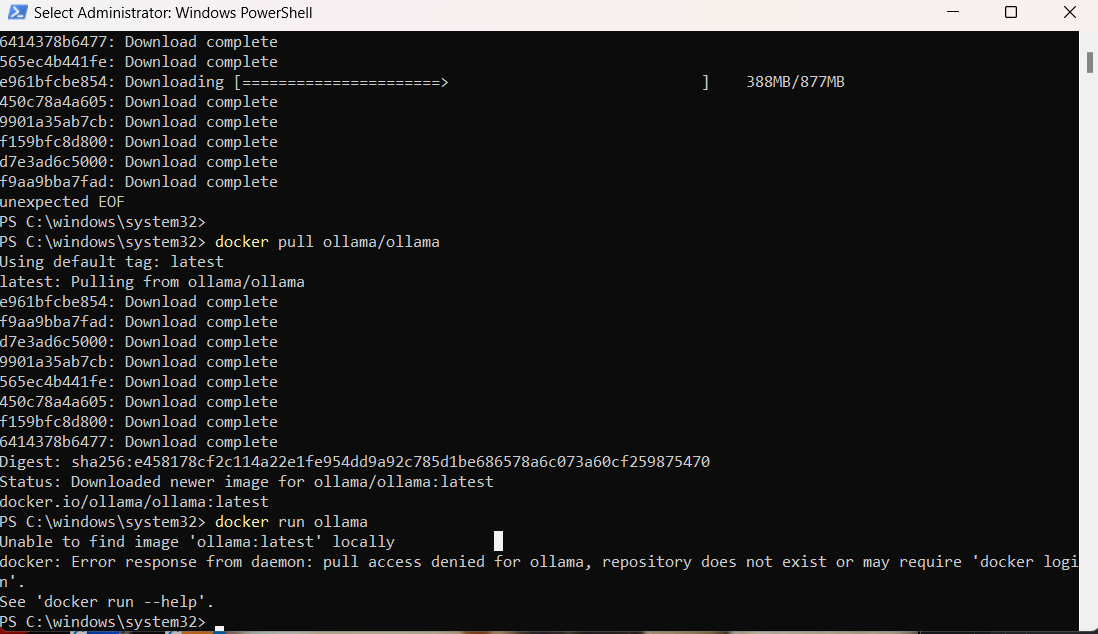 Select Administrator: Windows PowerShell
6414378b6477: Download complete
565ec4b441fe: Download complete
e961bfcbe854: Downloading [======================>                            ]    388MB/877MB
450c78a4a605: Download complete
9901a35ab7cb: Download complete
f159bfc8d800: Download complete
d7e3ad6c5000: Download complete
f9aa9bba7fad: Download complete
unexpected EOF
PS C:\windows\system32>
PS C:\windows\system32> docker pull ollama/ollama
Using default tag: latest
latest: Pulling from ollama/ollama
e961bfcbe854: Download complete
f9aa9bba7fad: Download complete
d7e3ad6c5000: Download complete
9901a35ab7cb: Download complete
565ec4b441fe: Download complete
450c78a4a605: Download complete
f159bfc8d800: Download complete
6414378b6477: Download complete
Digest: sha256:e458178cf2c114a22e1fe954dd9a92c785d1be686578a6c073a60cf259875470
Status: Downloaded newer image for ollama/ollama:latest
docker.io/ollama/ollama:latest
PS C:\windows\system32> docker run ollama
Unable to find image 'ollama:latest' locally
docker: Error response from daemon: pull access denied for ollama, repository does not exist or may require 'docker logi
n'.
See 'docker run --help'.
PS C:\windows\system32>